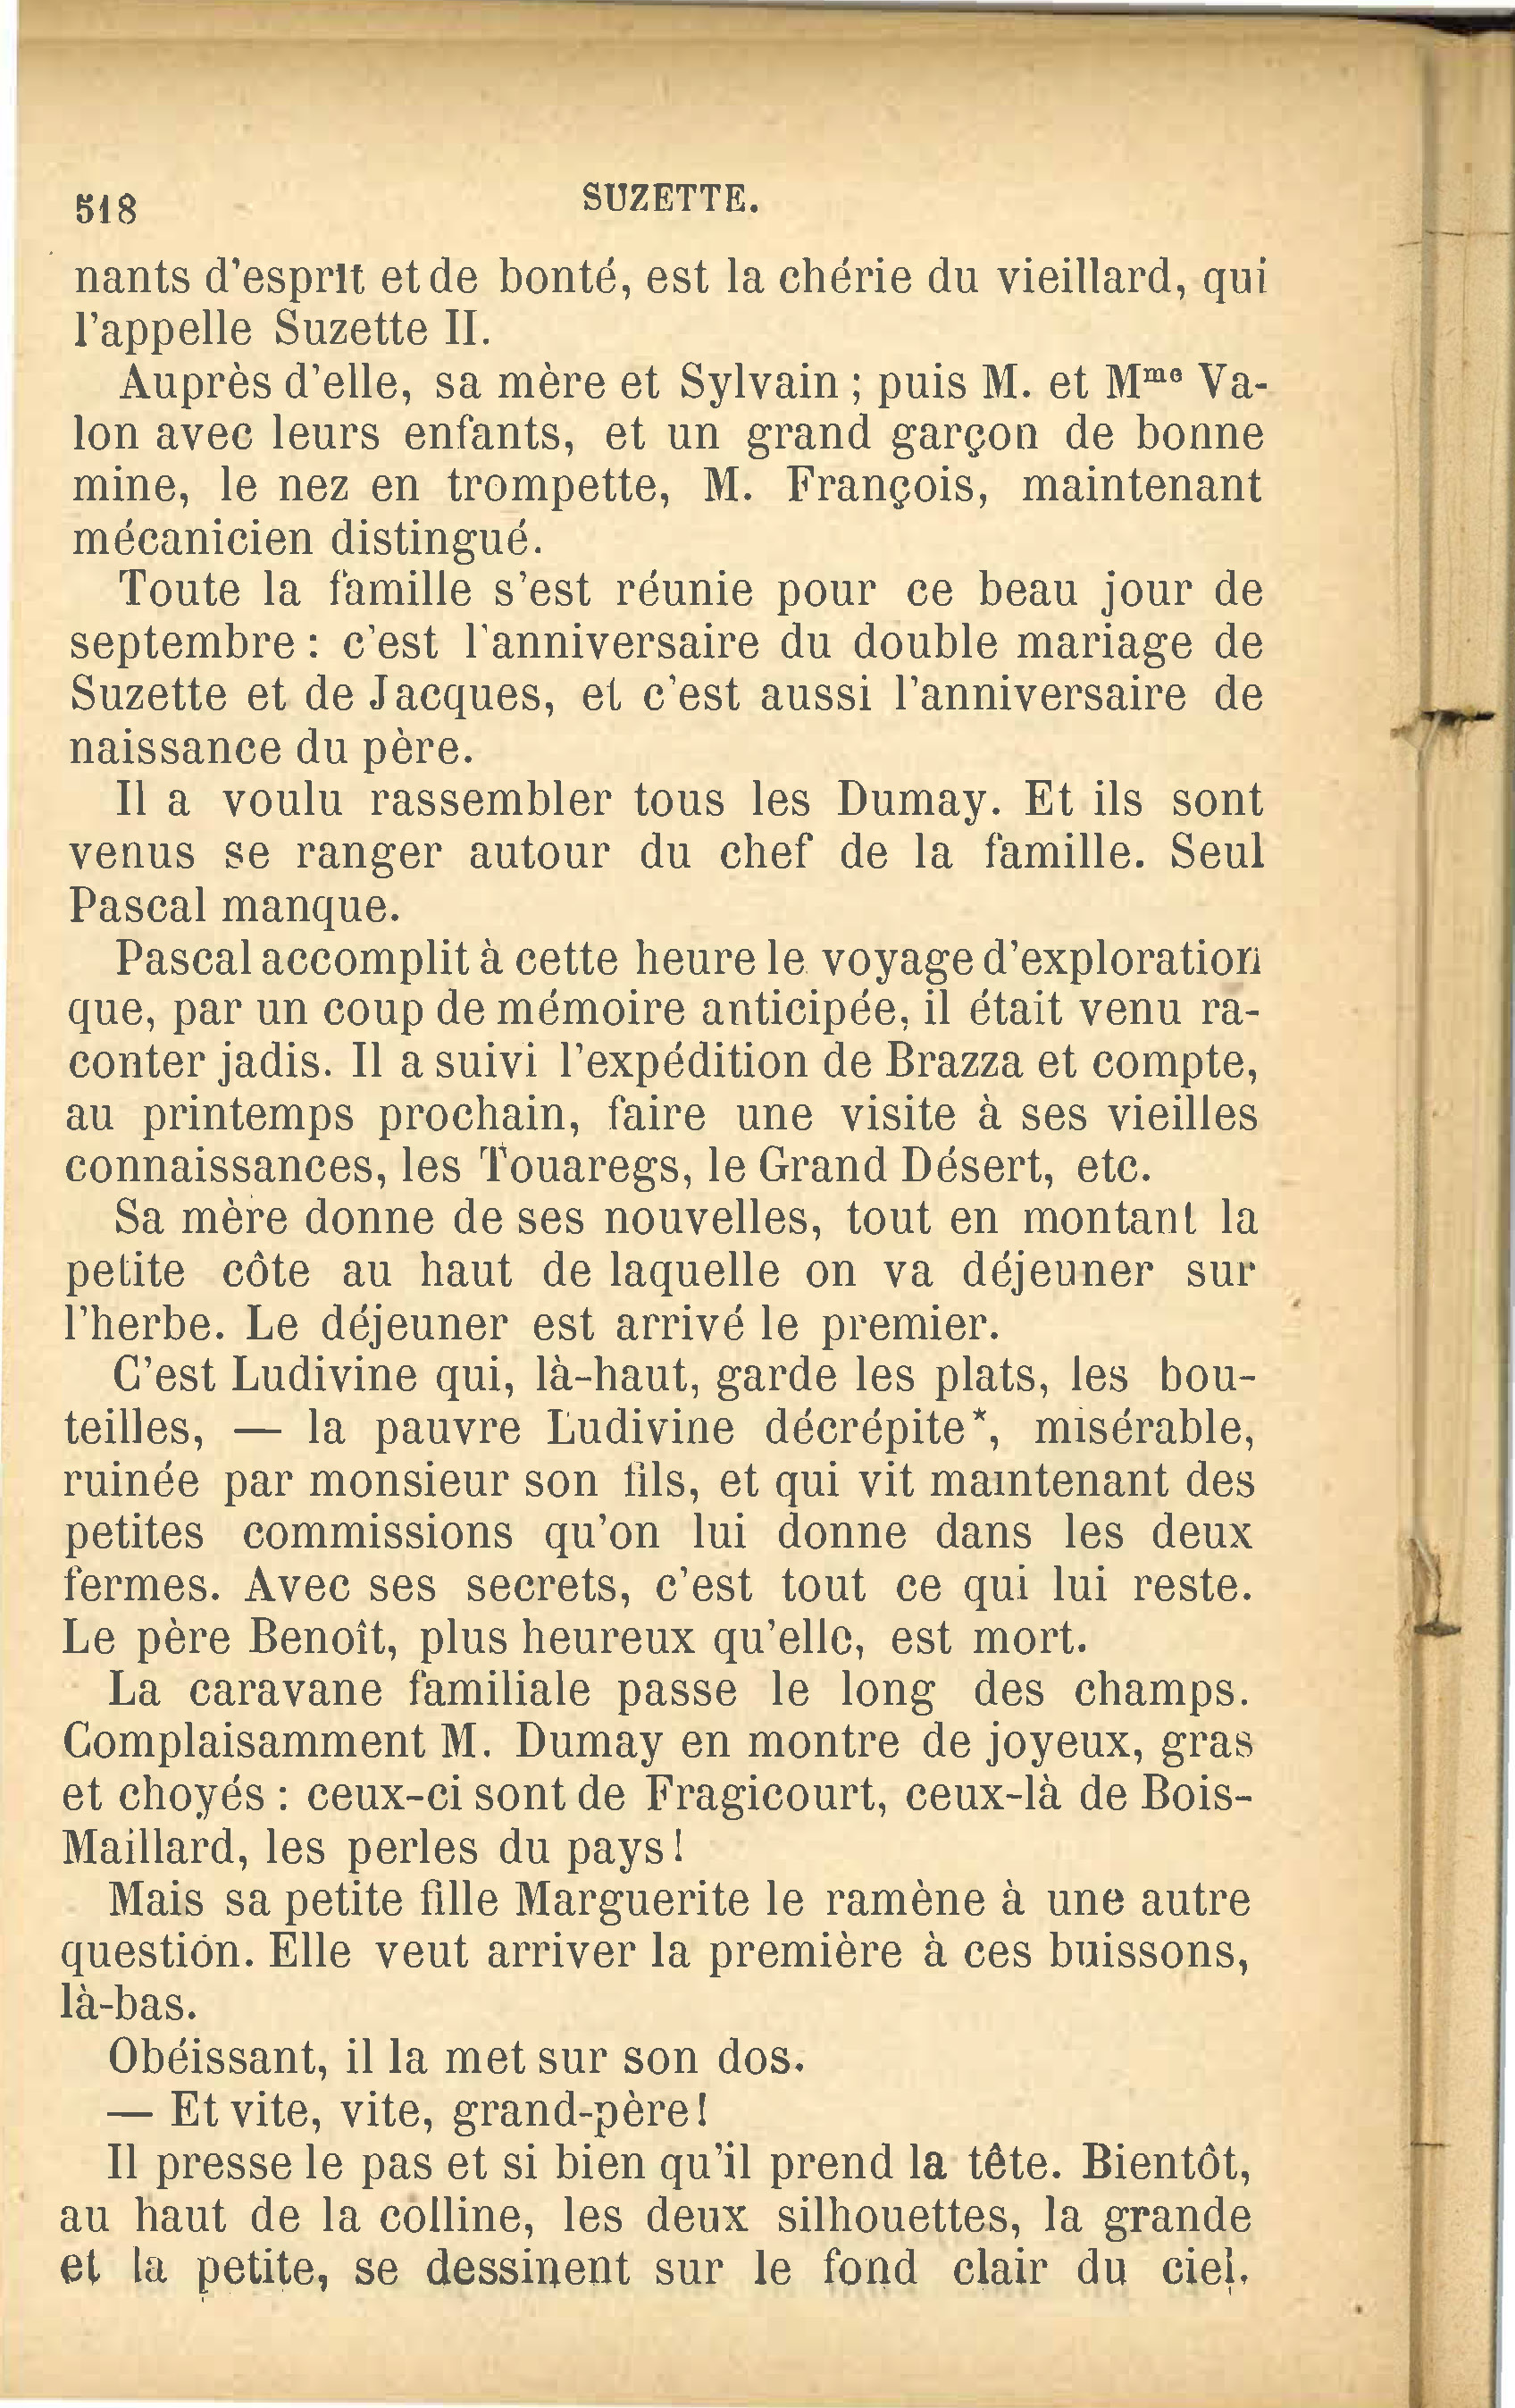 518
SUZETTE.
nants d'esprit et de bonté, est la chérie du vieillard, qui
l'appelle Suzette II.
Auprès d'elle, sa mère et Sylvain ; puis M. et Mme Va-
lon avec leurs enfants, et un grand garçon de bonne
mine, le nez en trompette, M. François, maintenant
mécanicien distingué.
Toute la famille s'est réunie pour ce beau jour de
septembre : c'est l'anniversaire du double mariage de
Suzette et de Jacques, et c'est aussi l'anniversaire de
naissance du père.
Il a voulu rassembler tous les Dumay. Et ils sont
venus se ranger autour du chef de la famille. Seul
Pascal manque.
Pascal accomplit à cette heure le voyage d'exploration
que, par un coup de mémoire anticipée, il était venu ra-
conter jadis. Il a suivi l'expédition de Brazza et compte,
au printemps prochain, faire une visite à ses vieilles
connaissances, les Touaregs, le Grand Désert, etc.
Sa mère donne de ses nouvelles, tout en montant la
petite côte au haut de laquelle on va déjeuner sur
l'herbe. Le déjeuner est arrivé le premier.
C'est Ludivine qui, là-haut, garde les plats, les bou-
teilles, — la pauvre Ludivine décrépite*, misérable,
ruinée par monsieur son fils, et qui vit maintenant des
petites commissions qu'on lui donne dans les deux
fermes. Avec ses secrets, c'est tout ce qui lui reste.
Le père Benoît, plus heureux qu'elle, est mort.
La caravane familiale passe le long des champs.
Complaisamment M. Dumay en montre de joyeux, gras
et choyés : ceux-ci sont de Fragicourt, ceux-là de Bois-
Maillard, les perles du pays!
Mais sa petite fille Marguerite le ramène à une autre
question. Elle veut arriver la première à ces buissons,
là-bas.
Obéissant, il la met sur son dos.
— Et vite, vite, grand-père!
Il presse le pas et si bien qu'il prend la tête. Bientôt,
au haut de la colline, les deux silhouettes, la grande
et la petite, se dessinent sur le fond clair du ciel.